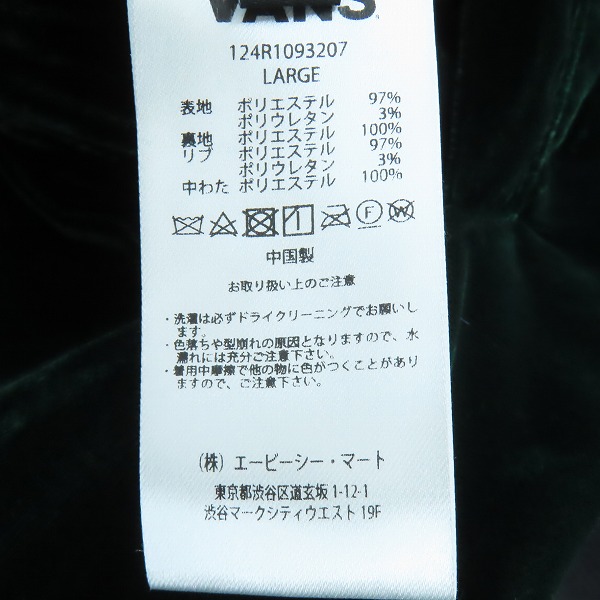 VANS
124R1093207
LARGE
表地 ポリエステル 97%
ポリウレタン 3%
裏地 ポリエステル 100%
リブ ポリエステル 97%
ポリウレタン 3%
中わた ポリエステル 100%
F W
中国製
お取り扱い上のご注意
・洗濯は必ずドライクリーニングでお願いし
ます。
・色落ちや型崩れの原因となりますので、水
濡れには充分ご注意下さい。
・着用中摩擦で他の物に色がつくことがあり
ますので、ご注意下さい。
(株) エービーシー・マート
東京都渋谷区道玄坂 1-12-1
渋谷マークシティウエスト 19F